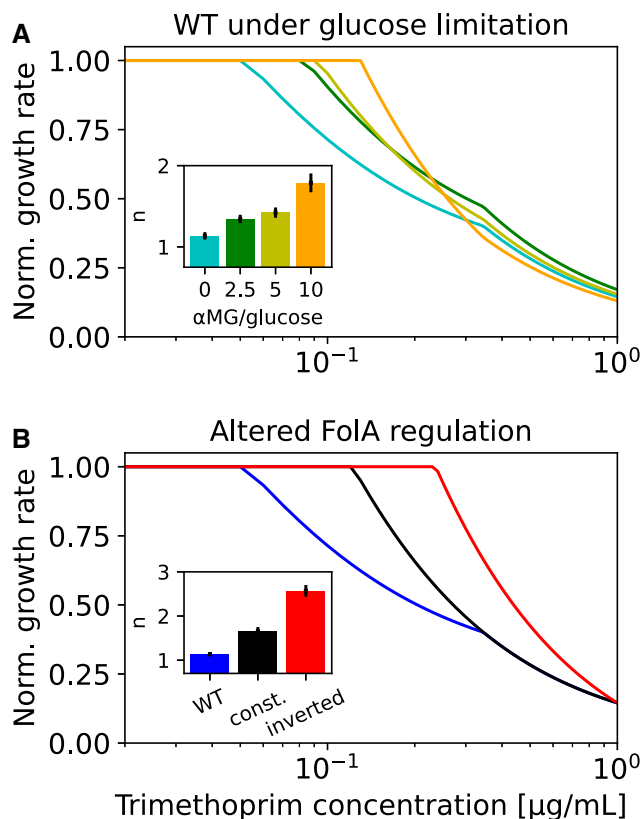 A
WT under glucose limitation
Norm. growth rate
1.00
0.75
0.50
0.25
0.00
n
2
1
0 2.5 5 10
αMG/glucose
10⁻¹ 10⁰
B
Altered FolA regulation
Norm. growth rate
1.00
0.75
0.50
0.25
0.00
n
3
2
1
WT const. inverted
10⁻¹ 10⁰
Trimethoprim concentration [µg/mL]